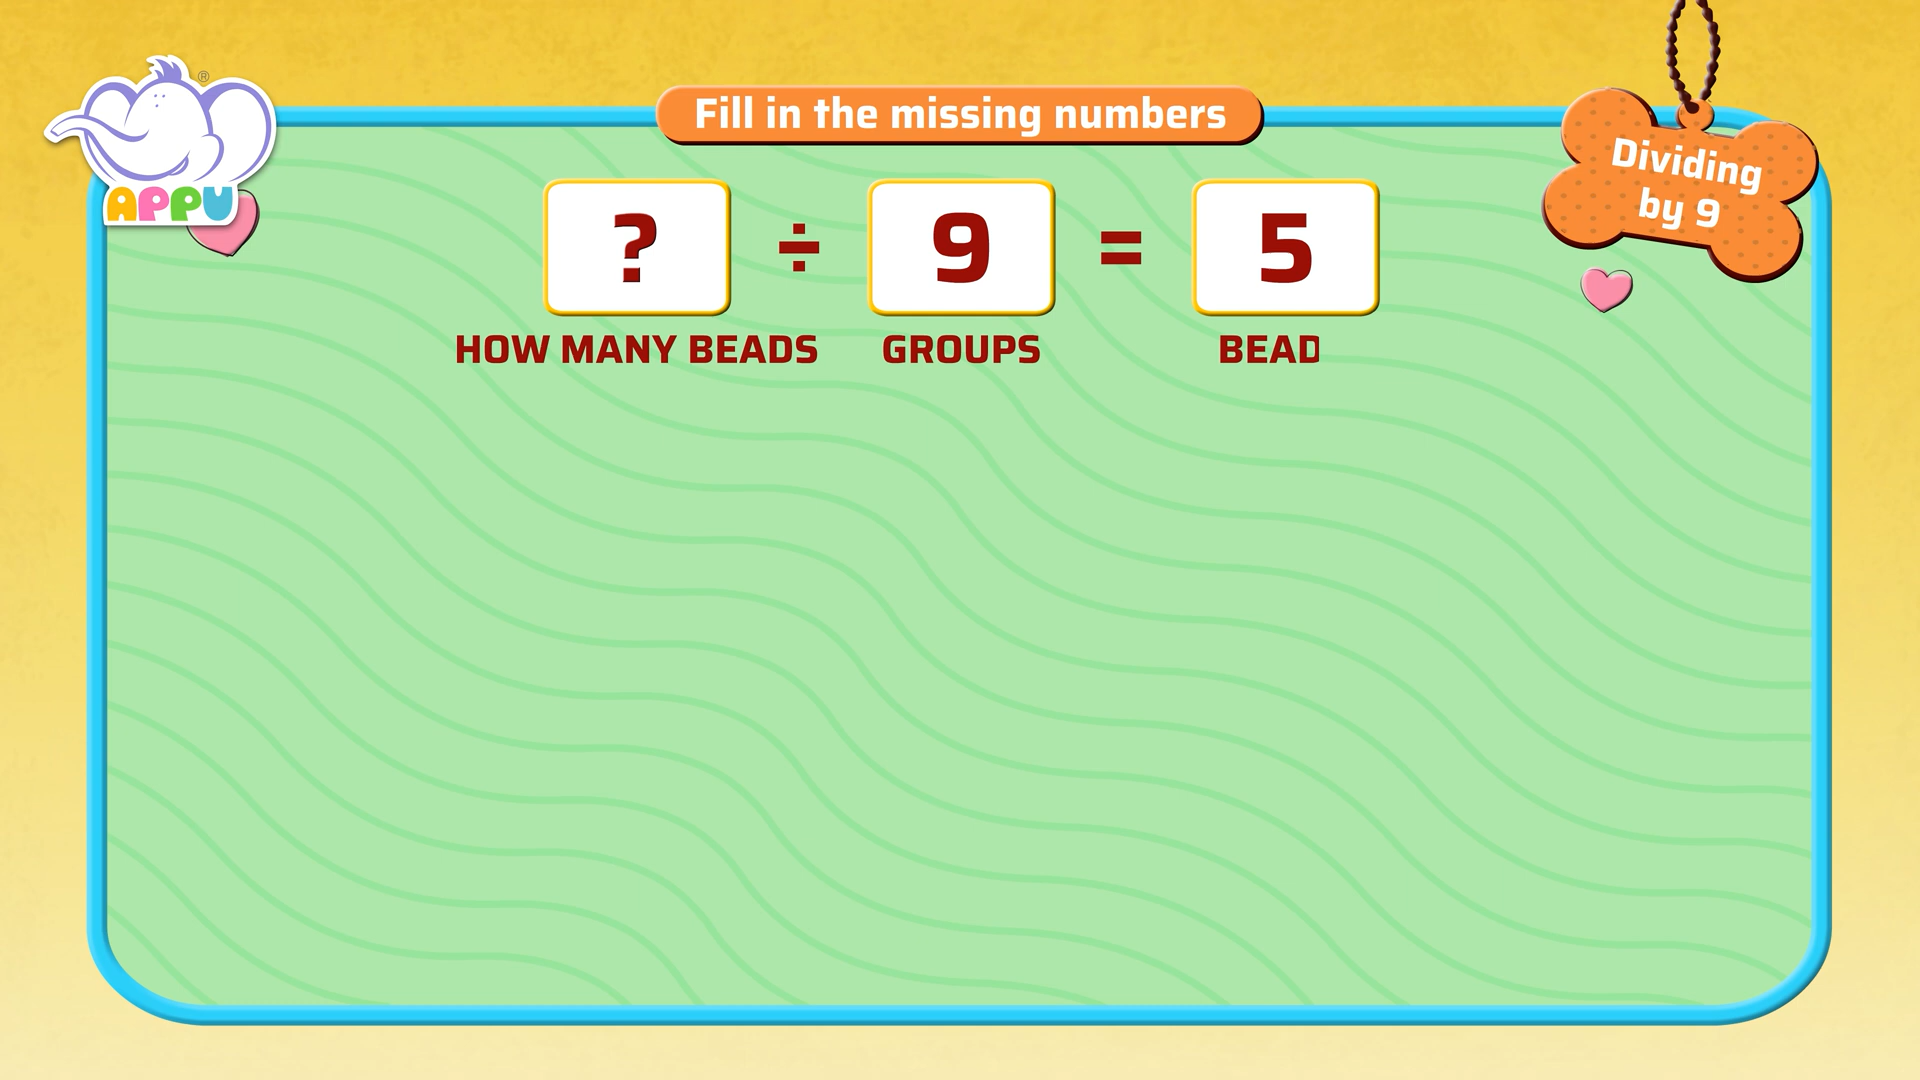 APPU
®
Fill in the missing numbers
Dividing
by 9
? ÷ 9 = 5
HOW MANY BEADS GROUPS BEAD